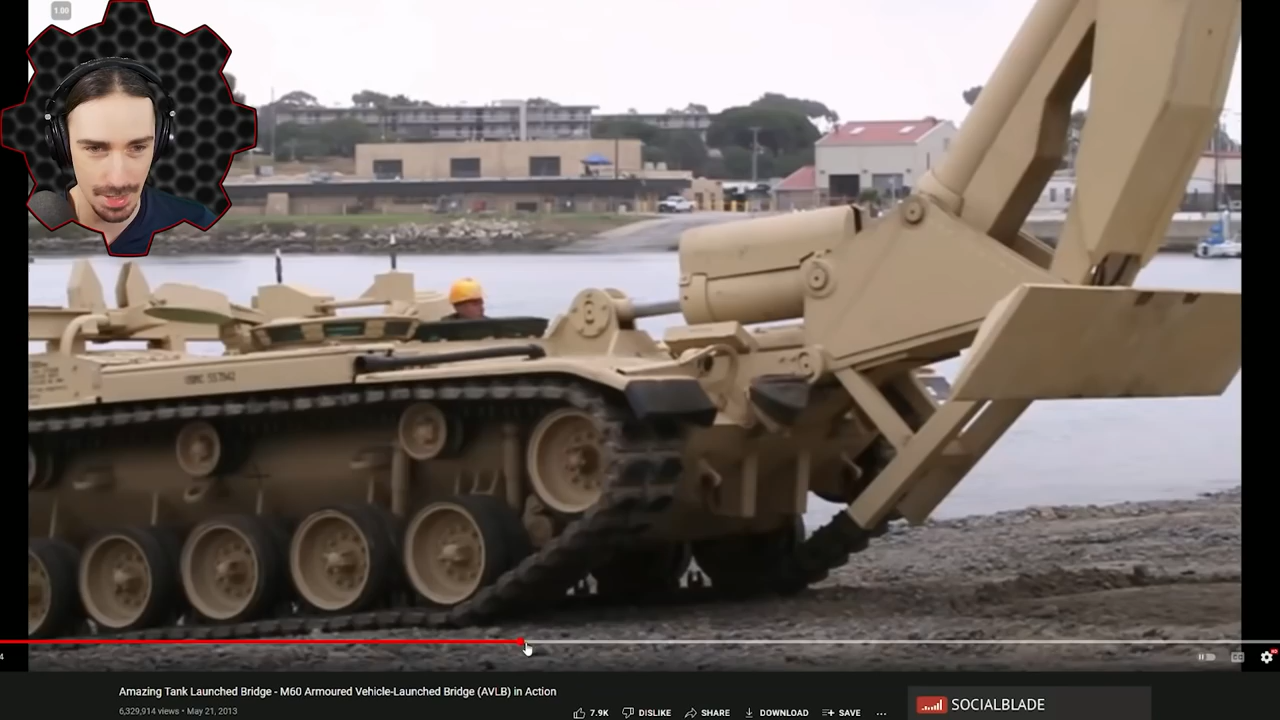 1.00
Amazing Tank Launched Bridge - M60 Armoured Vehicle-Launched Bridge (AVLB) in Action
6,329,914 views • May 21, 2013
7.9K
DISLIKE
SHARE
DOWNLOAD
SAVE
...
SOCIALBLADE